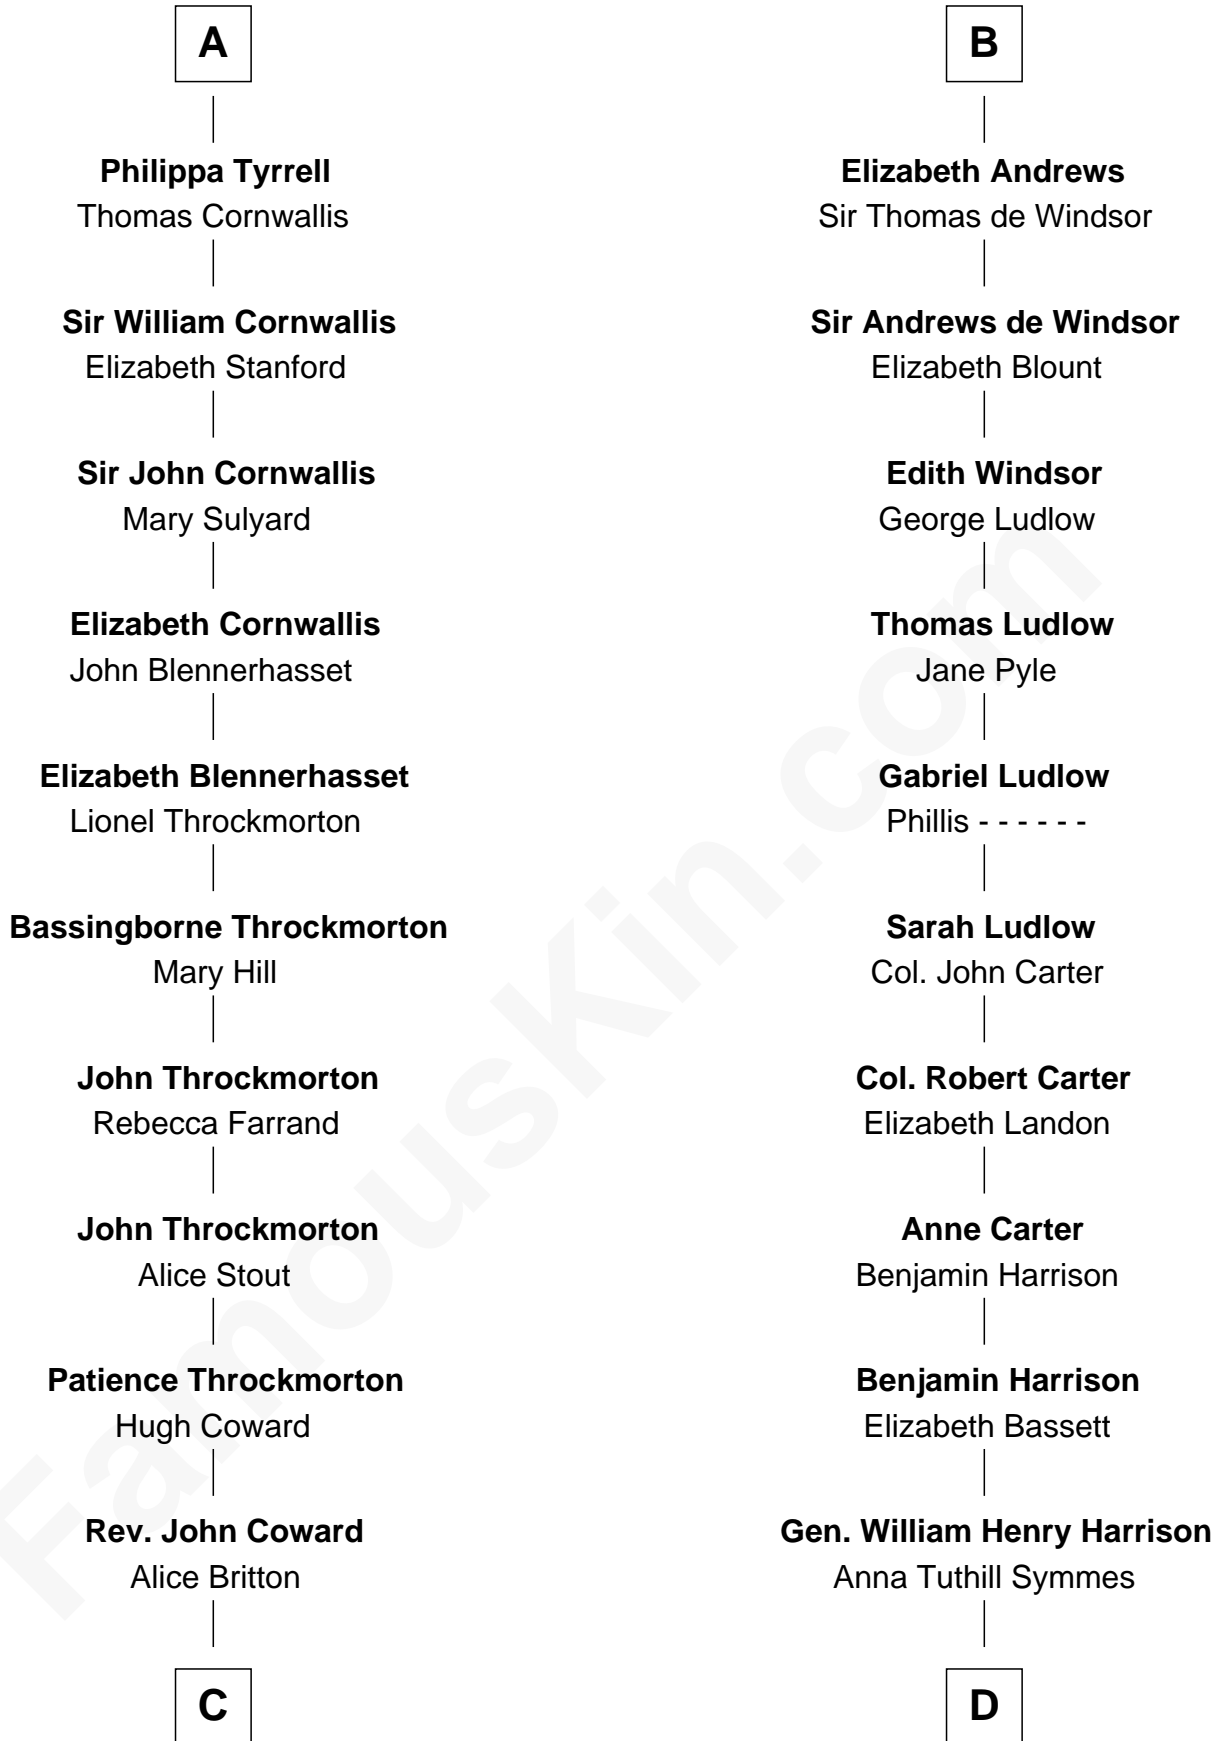 A
Philippa Tyrrell
Thomas Cornwallis
Sir William Cornwallis
Elizabeth Stanford
Sir John Cornwallis
Mary Sulyard
Elizabeth Cornwallis
John Blennerhasset
Elizabeth Blennerhasset
Lionel Throckmorton
Bassingborne Throckmorton
Mary Hill
John Throckmorton
Rebecca Farrand
John Throckmorton
Alice Stout
Patience Throckmorton
Hugh Coward
Rev. John Coward
Alice Britton
C
B
Elizabeth Andrews
Sir Thomas de Windsor
Sir Andrews de Windsor
Elizabeth Blount
Edith Windsor
George Ludlow
Thomas Ludlow
Jane Pyle
Gabriel Ludlow
Phillis - - - - - -
Sarah Ludlow
Col. John Carter
Col. Robert Carter
Elizabeth Landon
Anne Carter
Benjamin Harrison
Benjamin Harrison
Elizabeth Bassett
Gen. William Henry Harrison
Anna Tuthill Symmes
D
FamousKin.com